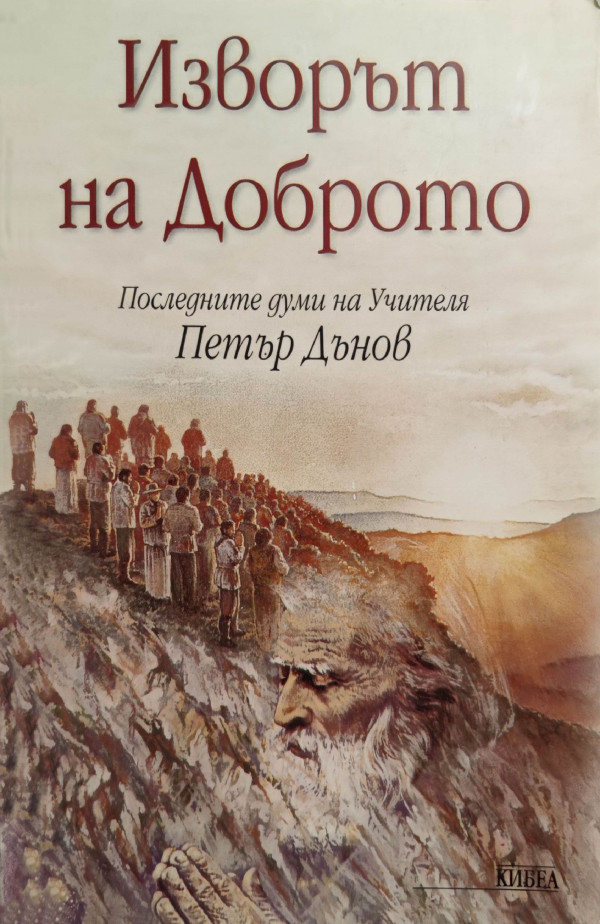 Изворът
на Доброто
Последните думи на Учителя
Петър Дънов
КИБЕА